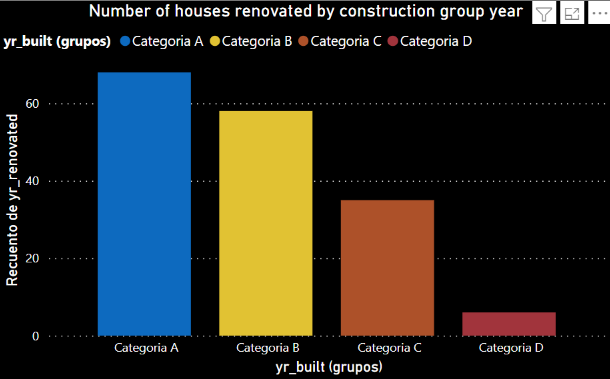 Number of houses renovated by construction group year
yr_built (grupos) Categoria A Categoria B Categoria C Categoria D
Recuento de yr_renovated
60
40
20
0
Categoria A Categoria B Categoria C Categoria D
yr_built (grupos)